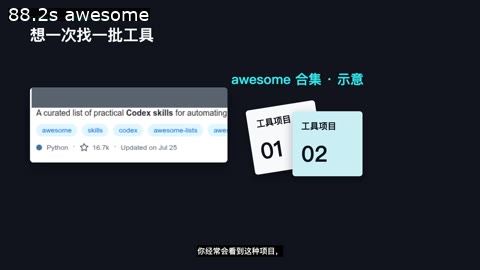 88.2s awesome
想一次找一批工具
awesome 合集 · 示意
A curated list of practical Codex skills for automating
awesome skills codex awesome-lists awe
Python · 16.7k · Updated on Jul 25
工具项目
01
工具项目
02
你经常会看到这种项目,